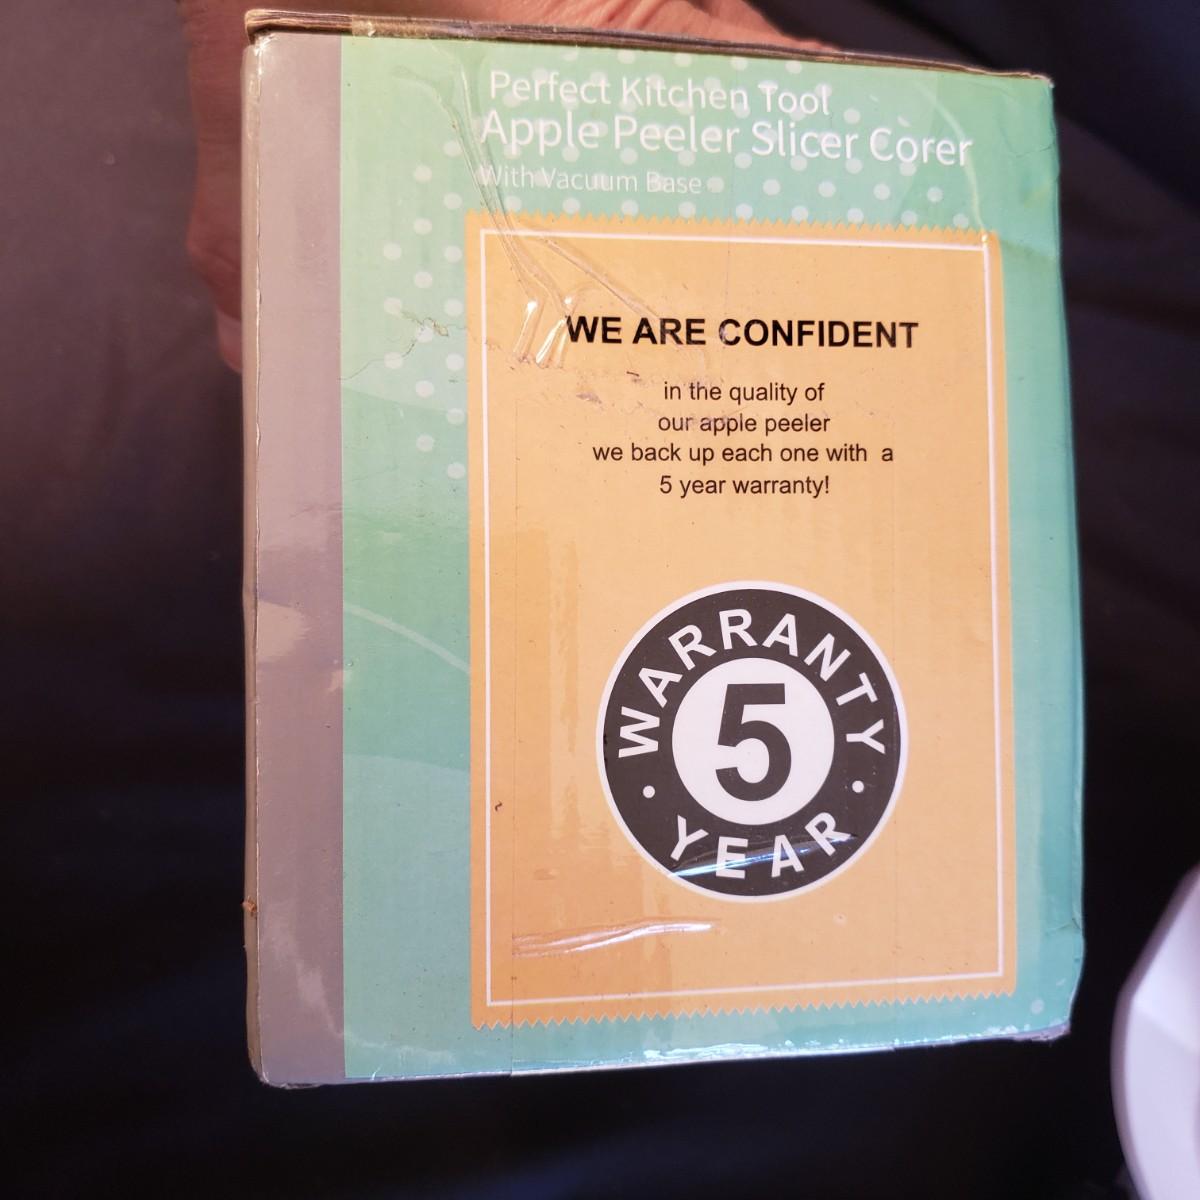 Perfect Kitchen Tool
Apple Peeler Slicer Corer
With Vacuum Base
WE ARE CONFIDENT
in the quality of
our apple peeler
we back up each one with a
5 year warranty!
WARRANTY
5
YEAR